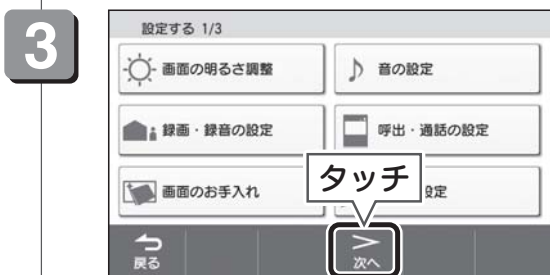 3
設定する 1/3
画面の明るさ調整
音の設定
録画・録音の設定
呼出・通話の設定
画面のお手入れ
設定
タッチ
戻る
次へ